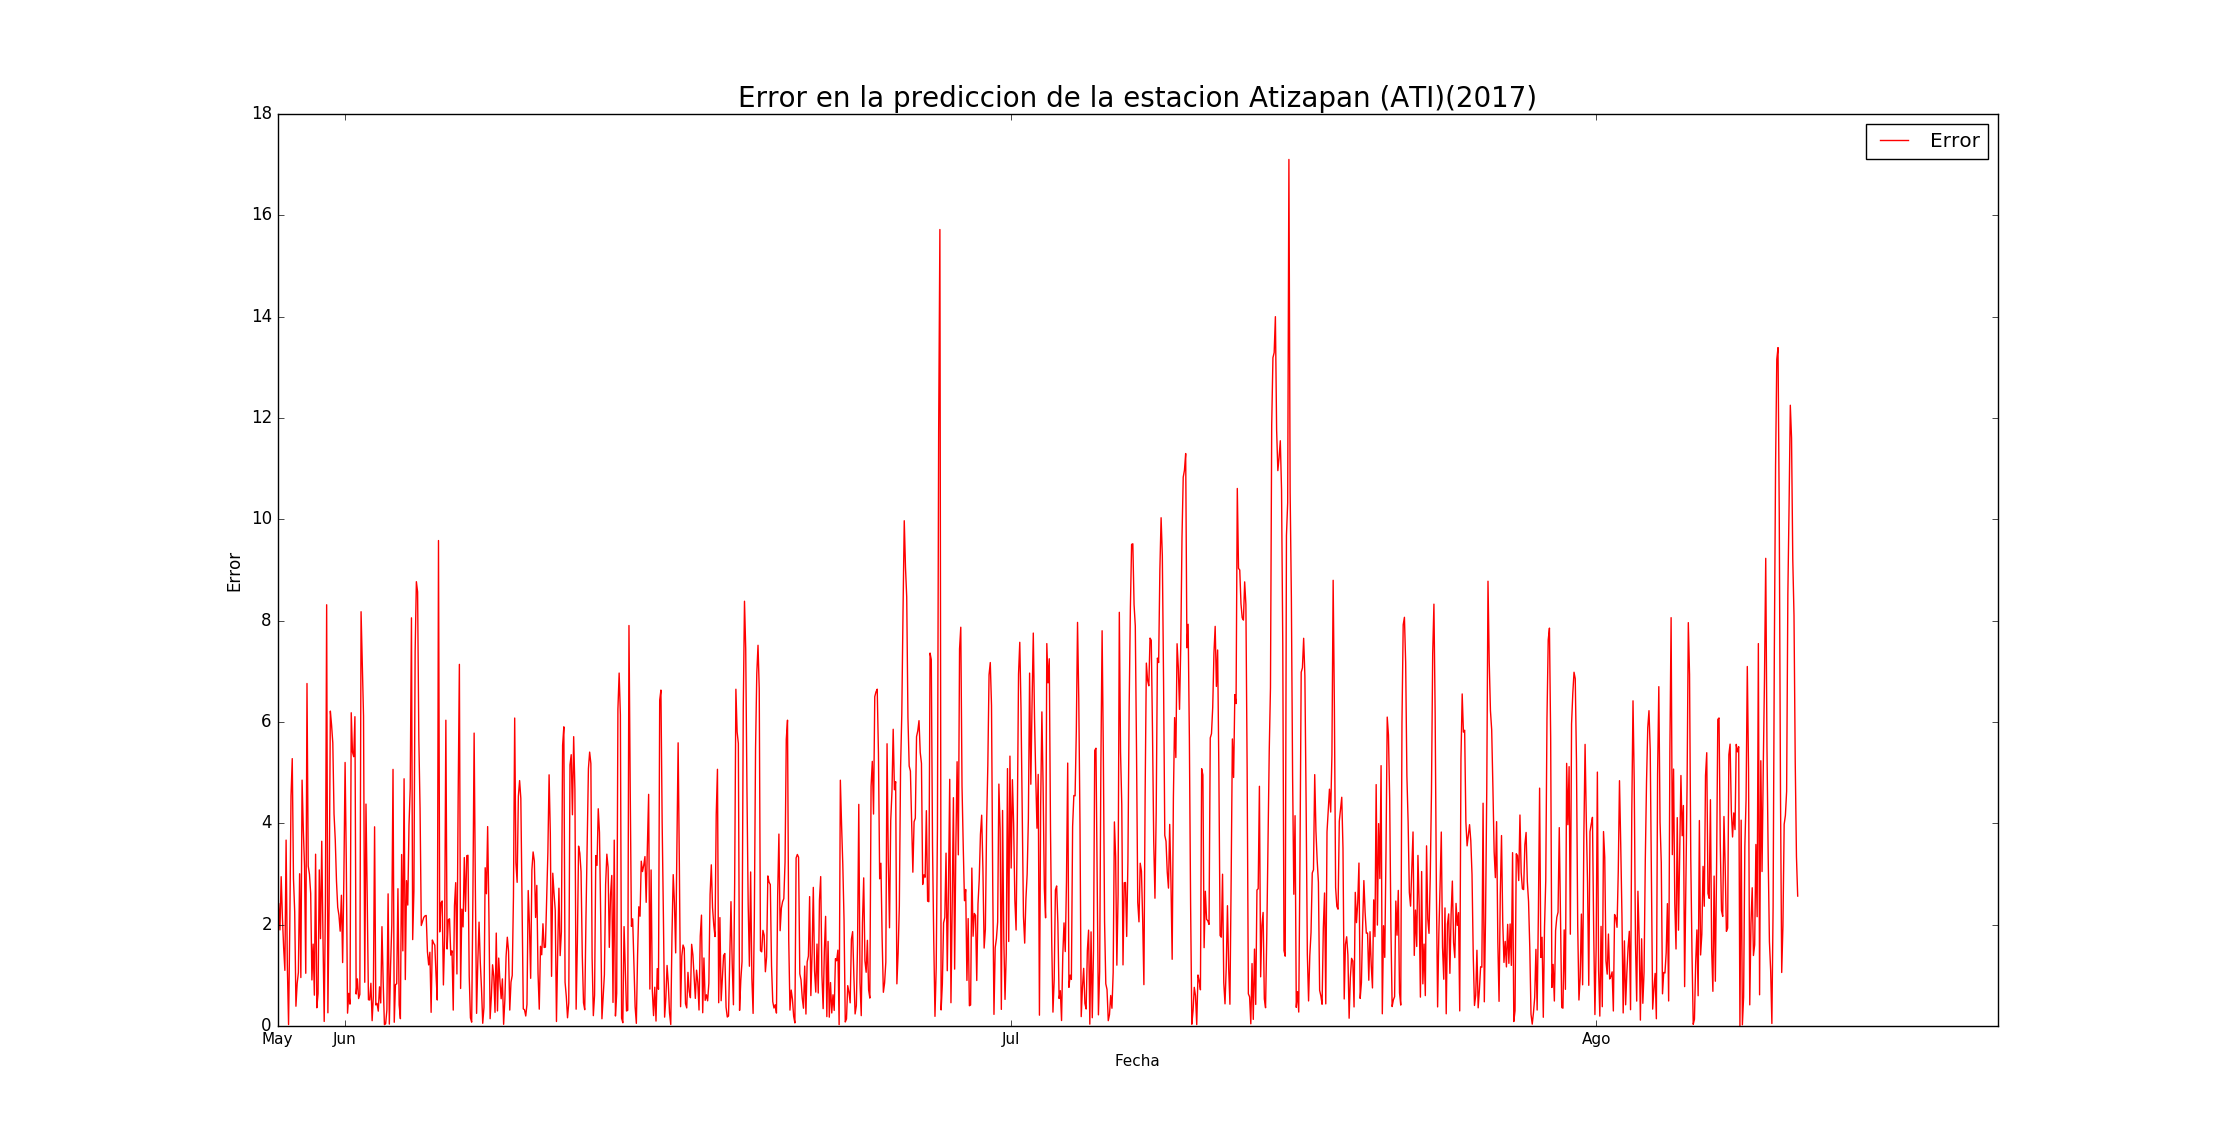 Error en la prediccion de la estacion Atizapan (ATI)(2017)
Error
18
16
14
12
10
8
6
4
2
0
Error
May
Jun
Jul
Ago
Fecha